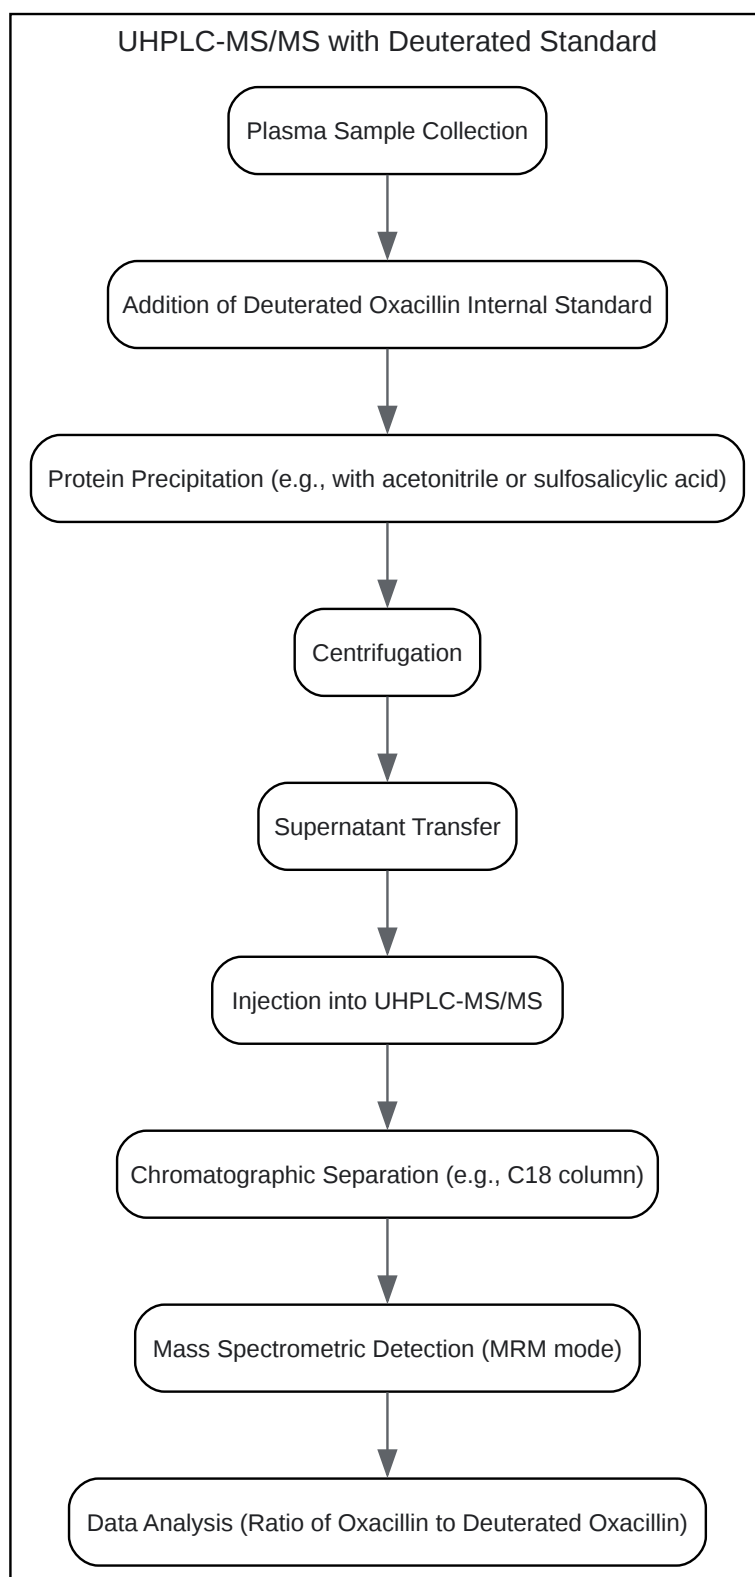 UHPLC-MS/MS with Deuterated Standard
Plasma Sample Collection
Addition of Deuterated Oxacillin Internal Standard
Protein Precipitation (e.g., with acetonitrile or sulfosalicylic acid)
Centrifugation
Supernatant Transfer
Injection into UHPLC-MS/MS
Chromatographic Separation (e.g., C18 column)
Mass Spectrometric Detection (MRM mode)
Data Analysis (Ratio of Oxacillin to Deuterated Oxacillin)